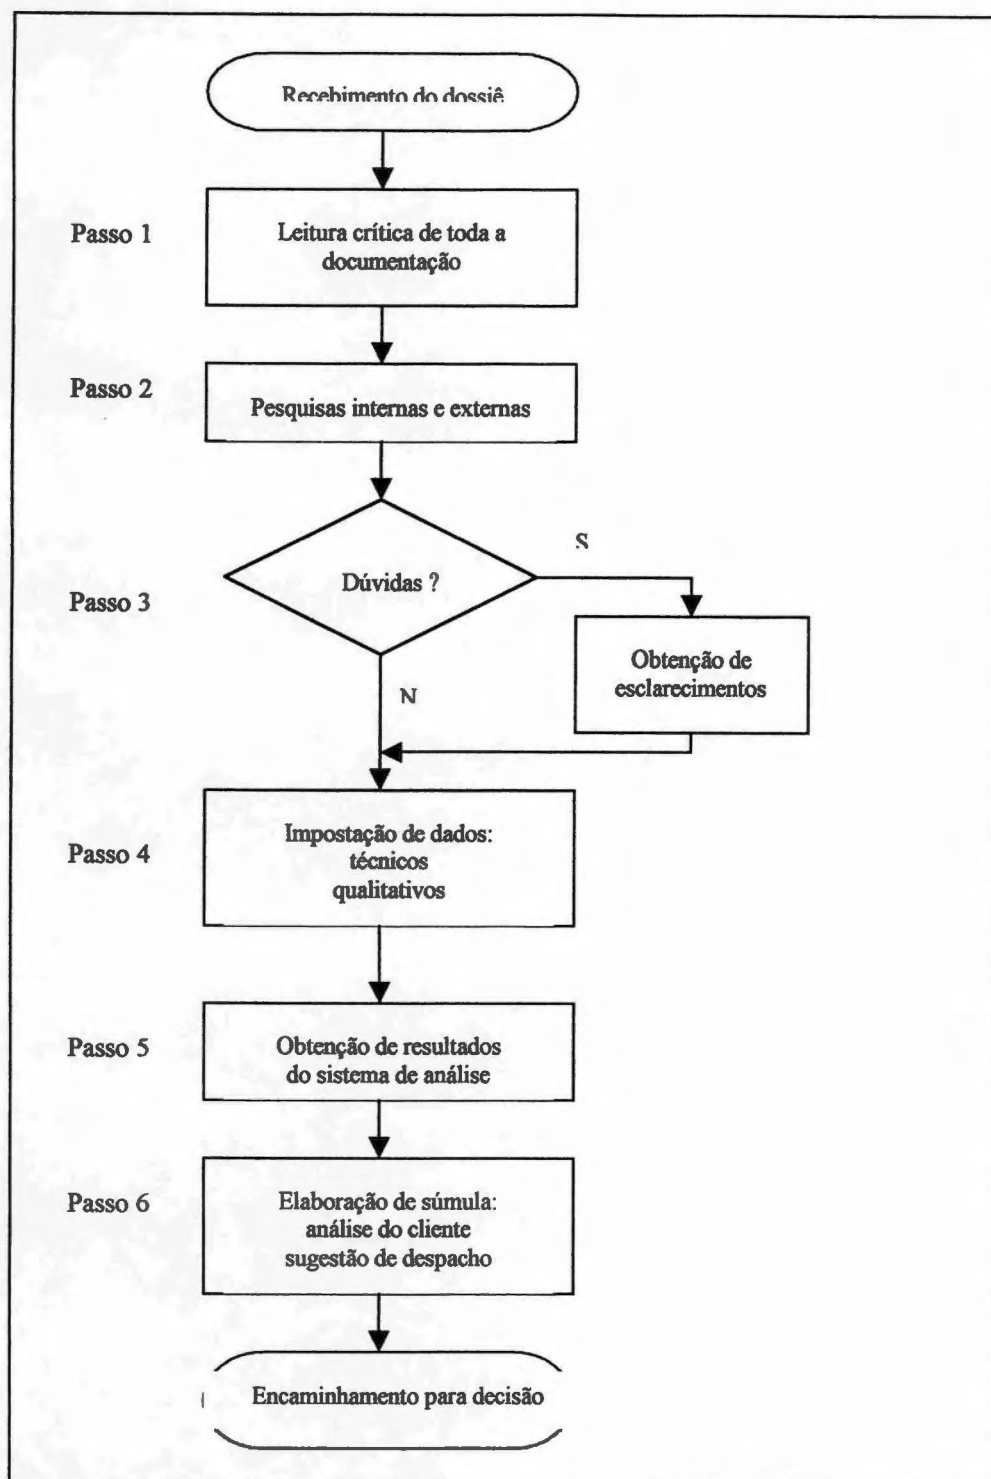 Recebimento do dossiê
Passo 1
Leitura crítica de toda a
documentação
Passo 2
Pesquisas internas e externas
S
Dúvidas ?
Passo 3
Obtenção de
esclarecimentos
N
Impostação de dados:
Passo 4
técnicos
qualitativos
Passo 5
Obtenção de resultados
do sistema de análise
Passo 6
Elaboração de súmula:
análise do cliente
sugestão de despacho
Encaminhamento para decisão